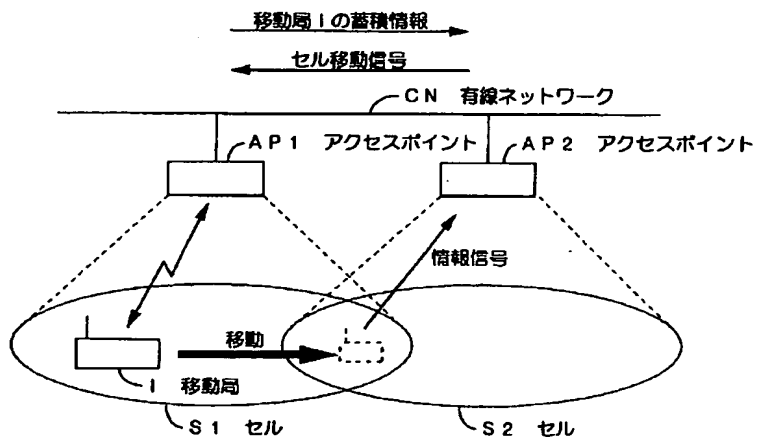 移動局Ⅰの蓄積情報
セル移動信号
CN 有線ネットワーク
AP1 アクセスポイント
AP2 アクセスポイント
情報信号
移動
Ⅰ 移動局
S1 セル
S2 セル